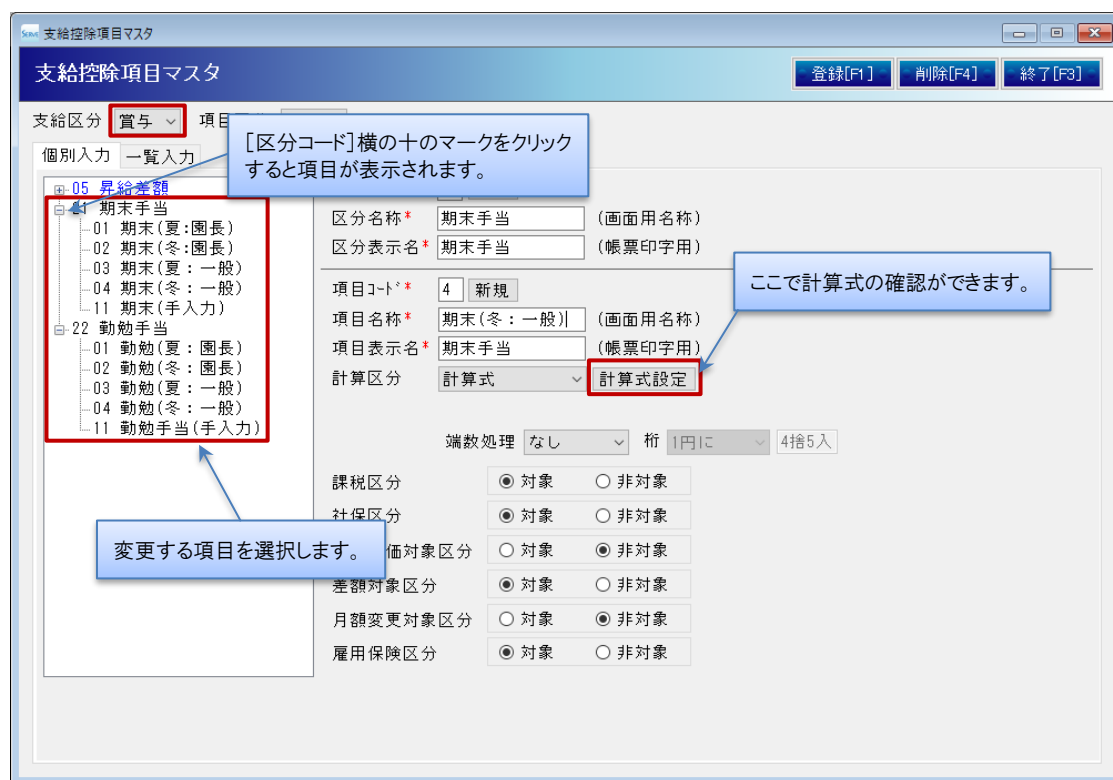 支給控除項目マスタ
支給控除項目マスタ
登録[F1]
削除[F4]
終了[F3]
支給区分 賞与
項目
[区分コード]横の十のマークをクリック
すると項目が表示されます。
個別入力 一覧入力
05 昇給差額
期末手当
01 期末(夏:園長)
02 期末(冬:園長)
03 期末(夏：一般)
04 期末(冬：一般)
11 期末(手入力)
22 勤勉手当
01 勤勉(夏：園長)
02 勤勉(冬：園長)
03 勤勉(夏：一般)
04 勤勉(冬：一般)
11 勤勉手当(手入力)
変更する項目を選択します。
区分名称* 期末手当 (画面用名称)
区分表示名* 期末手当 (帳票印字用)
ここで計算式の確認ができます。
項目ｺｰﾄﾞ* 4 新規
項目名称* 期末(冬：一般) (画面用名称)
項目表示名* 期末手当 (帳票印字用)
計算区分 計算式 計算式設定
端数処理 なし 桁 1円に 4捨5入
課税区分 対象 非対象
社保区分 対象 非対象
価対象区分 対象 非対象
差額対象区分 対象 非対象
月額変更対象区分 対象 非対象
雇用保険区分 対象 非対象